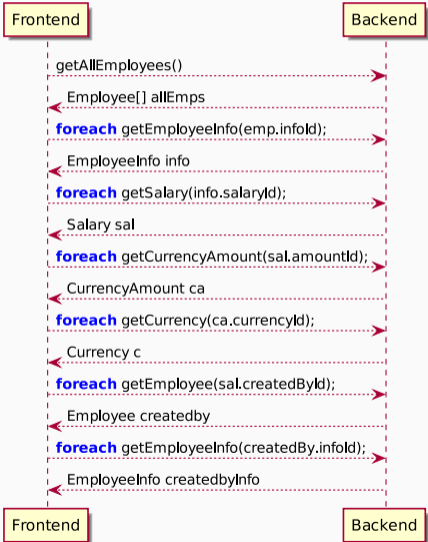 Frontend Backend
getAllEmployees()
Employee[] allEmps
foreach getEmployeeInfo(emp.infoId);
EmployeeInfo info
foreach getSalary(info.salaryId);
Salary sal
foreach getCurrencyAmount(sal.amountId);
CurrencyAmount ca
foreach getCurrency(ca.currencyId);
Currency c
foreach getEmployee(sal.createdById);
Employee createdby
foreach getEmployeeInfo(createdBy.infoId);
EmployeeInfo createdbyInfo
Frontend Backend